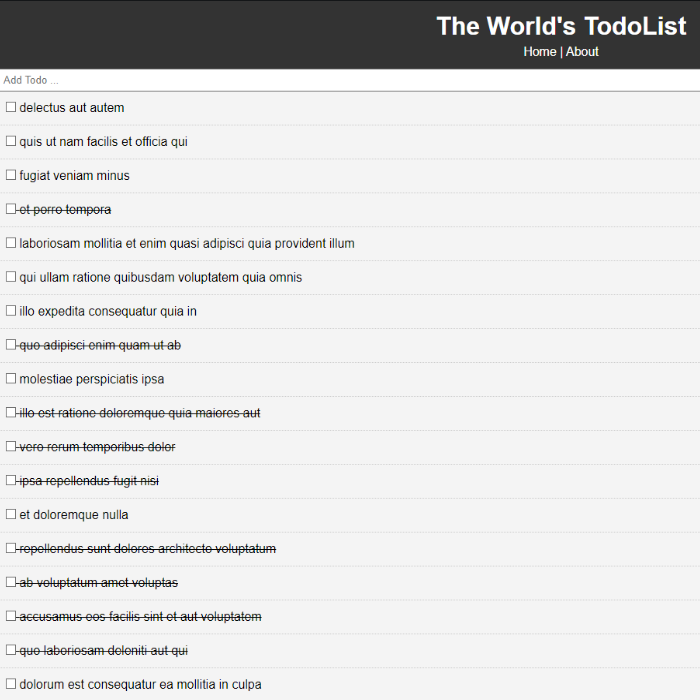 The World's TodoList
Home | About
Add Todo ...
delectus aut autem
quis ut nam facilis et officia qui
fugiat veniam minus
et porro tempora
laboriosam mollitia et enim quasi adipisci quia provident illum
qui ullam ratione quibusdam voluptatem quia omnis
illo expedita consequatur quia in
quo adipisci enim quam ut ab
molestiae perspiciatis ipsa
illo est ratione doloremque quia maiores aut
vero rerum temporibus dolor
ipsa repellendus fugit nisi
et doloremque nulla
repellendus sunt dolores architecto voluptatum
ab voluptatum amet voluptas
accusamus eos facilis sint et aut voluptatem
quo laboriosam deleniti aut qui
dolorum est consequatur ea mollitia in culpa